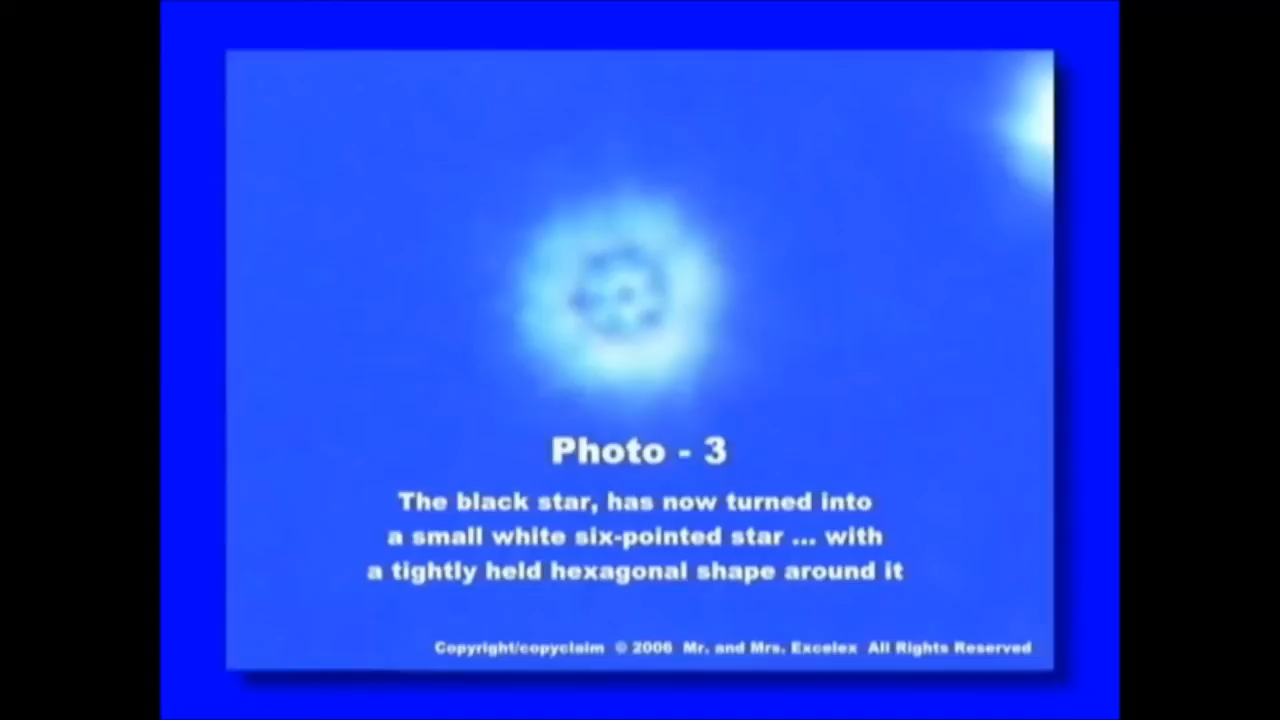 Photo - 3
The black star, has now turned into
a small white six-pointed star ... with
a tightly held hexagonal shape around it
Copyright/copyclaim © 2006 Mr. and Mrs. Excelex All Rights Reserved